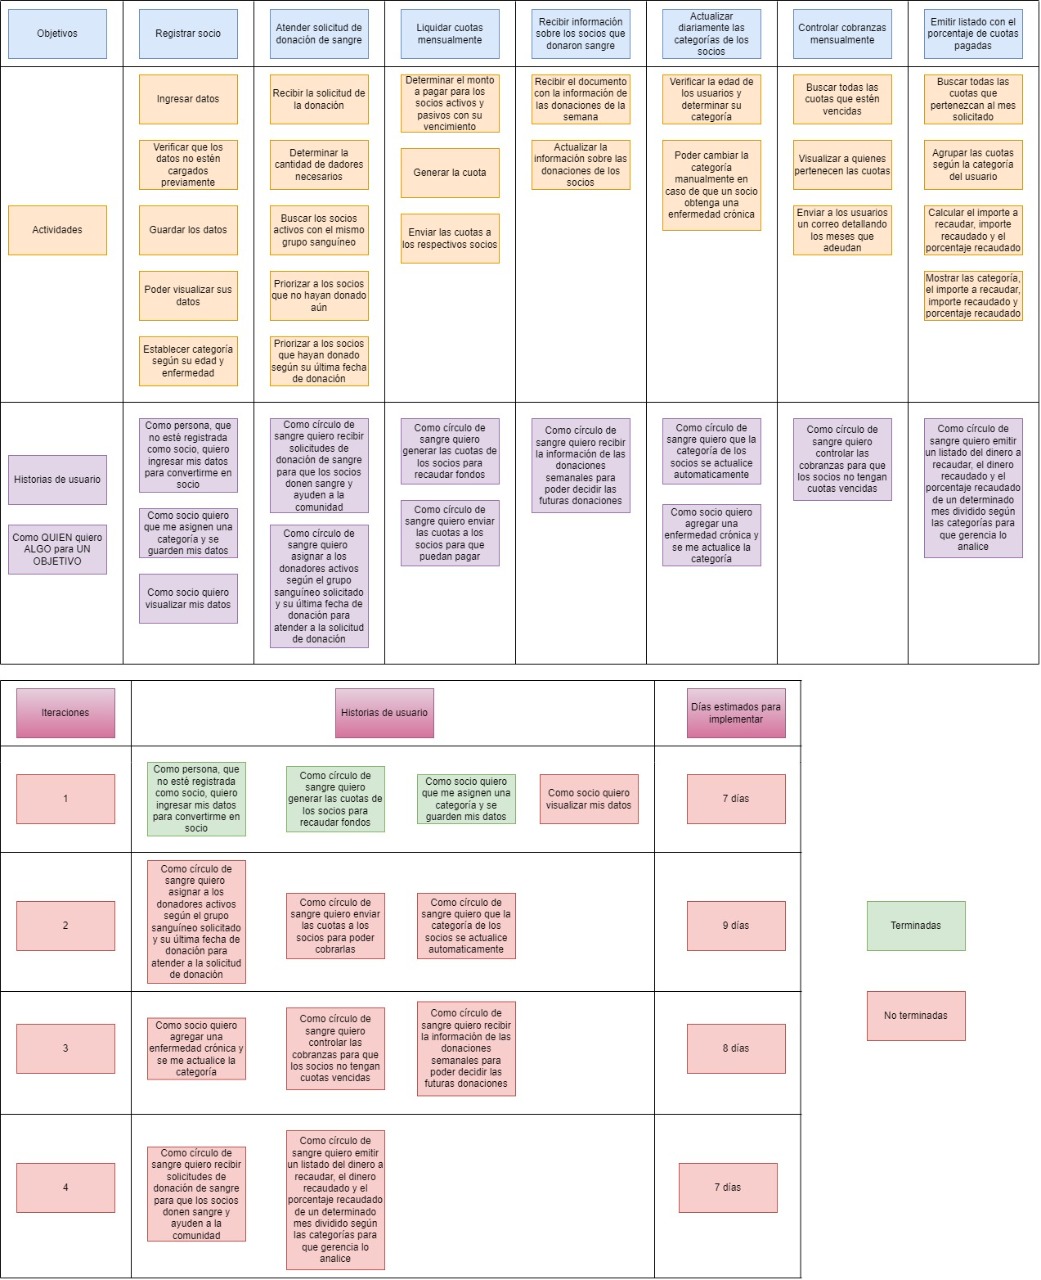 Objetivos
Registrar socio
Atender solicitud de
donación de sangre
Liquidar cuotas
mensualmente
Recibir información
sobre los socios que
donaron sangre
Actualizar
diariamente las
categorías de los
socios
Controlar cobranzas
mensualmente
Emitir listado con el
porcentaje de cuotas
pagadas
Actividades
Ingresar datos
Verificar que los
datos no estén
cargados
previamente
Guardar los datos
Poder visualizar sus
datos
Establecer categoría
según su edad y
enfermedad
Recibir la solicitud de
la donación
Determinar la
cantidad de dadores
necesarios
Buscar los socios
activos con el mismo
grupo sanguíneo
Priorizar a los socios
que no hayan donado
aún
Priorizar a los socios
que hayan donado
según su última fecha
de donación
Determinar el monto
a pagar para los
socios activos y
pasivos con su
vencimiento
Generar la cuota
Enviar las cuotas a
los respectivos socios
Recibir el documento
con la información de
las donaciones de la
semana
Actualizar la
información sobre las
donaciones de los
socios
Verificar la edad de
los usuarios y
determinar su
categoría
Poder cambiar la
categoría
manualmente en
caso de que un socio
obtenga una
enfermedad crónica
Buscar todas las
cuotas que estén
vencidas
Visualizar a quienes
pertenecen las cuotas
Enviar a los usuarios
un correo detallando
los meses que
adeudan
Buscar todas las
cuotas que
pertenezcan al mes
solicitado
Agrupar las cuotas
según la categoría
del usuario
Calcular el importe a
recaudar, importe
recaudado y el
porcentaje recaudado
Mostrar las categoría,
el importe a recaudar,
importe recaudado y
porcentaje recaudado
Historias de usuario
Como QUIEN quiero
ALGO para UN
OBJETIVO
Como persona, que
no esté registrada
como socio, quiero
ingresar mis datos
para convertirme en
socio
Como socio quiero
que me asignen una
categoría y se
guarden mis datos
Como socio quiero
visualizar mis datos
Como círculo de
sangre quiero recibir
solicitudes de
donación de sangre
para que los socios
donen sangre y
ayuden a la
comunidad
Como círculo de
sangre quiero
asignar a los
donadores activos
según el grupo
sanguíneo solicitado
y su última fecha de
donación para
atender a la solicitud
de donación
Como círculo de
sangre quiero
generar las cuotas de
los socios para
recaudar fondos
Como círculo de
sangre quiero enviar
las cuotas a los
socios para que
puedan pagar
Como círculo de
sangre quiero recibir
la información de las
donaciones
semanales para
poder decidir las
futuras donaciones
Como círculo de
sangre quiero que la
categoría de los
socios se actualice
automaticamente
Como socio quiero
agregar una
enfermedad crónica y
se me actualice la
categoría
Como círculo de
sangre quiero
controlar las
cobranzas para que
los socios no tengan
cuotas vencidas
Como círculo de
sangre quiero emitir
un listado del dinero a
recaudar, el dinero
recaudado y el
porcentaje recaudado
de un determinado
mes dividido según
las categorías para
que gerencia lo
analice
Iteraciones
Historias de usuario
Días estimados para
implementar
1
Como persona, que
no esté registrada
como socio, quiero
ingresar mis datos
para convertirme en
socio
Como círculo de
sangre quiero
generar las cuotas de
los socios para
recaudar fondos
Como socio quiero
que me asignen una
categoría y se
guarden mis datos
Como socio quiero
visualizar mis datos
7 días
2
Como círculo de
sangre quiero
asignar a los
donadores activos
según el grupo
sanguíneo solicitado
y su última fecha de
donación para
atender a la solicitud
de donación
Como círculo de
sangre quiero enviar
las cuotas a los
socios para poder
cobrarlas
Como círculo de
sangre quiero que la
categoría de los
socios se actualice
automaticamente
9 días
Terminadas
3
Como socio quiero
agregar una
enfermedad crónica y
se me actualice la
categoría
Como círculo de
sangre quiero
controlar las
cobranzas para que
los socios no tengan
cuotas vencidas
Como círculo de
sangre quiero recibir
la información de las
donaciones
semanales para
poder decidir las
futuras donaciones
8 días
No terminadas
4
Como círculo de
sangre quiero recibir
solicitudes de
donación de sangre
para que los socios
donen sangre y
ayuden a la
comunidad
Como círculo de
sangre quiero emitir
un listado del dinero a
recaudar, el dinero
recaudado y el
porcentaje recaudado
de un determinado
mes dividido según
las categorías para
que gerencia lo
analice
7 días